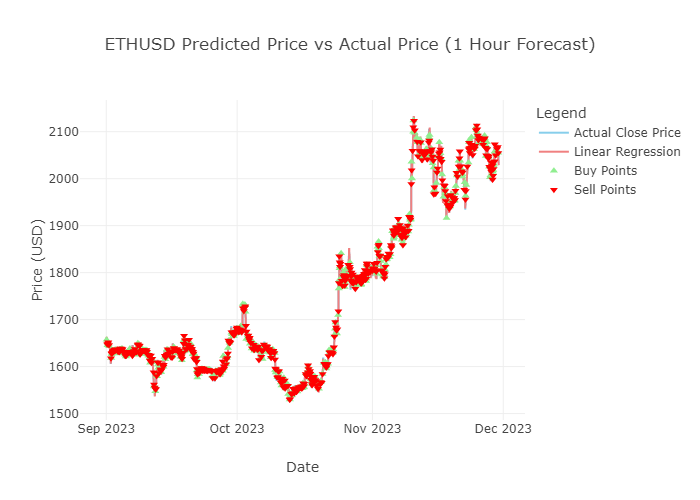 ETHUSD Predicted Price vs Actual Price (1 Hour Forecast)
Legend
Actual Close Price
Linear Regression
Buy Points
Sell Points
Price (USD)
2100
2000
1900
1800
1700
1600
1500
Sep 2023
Oct 2023
Nov 2023
Dec 2023
Date